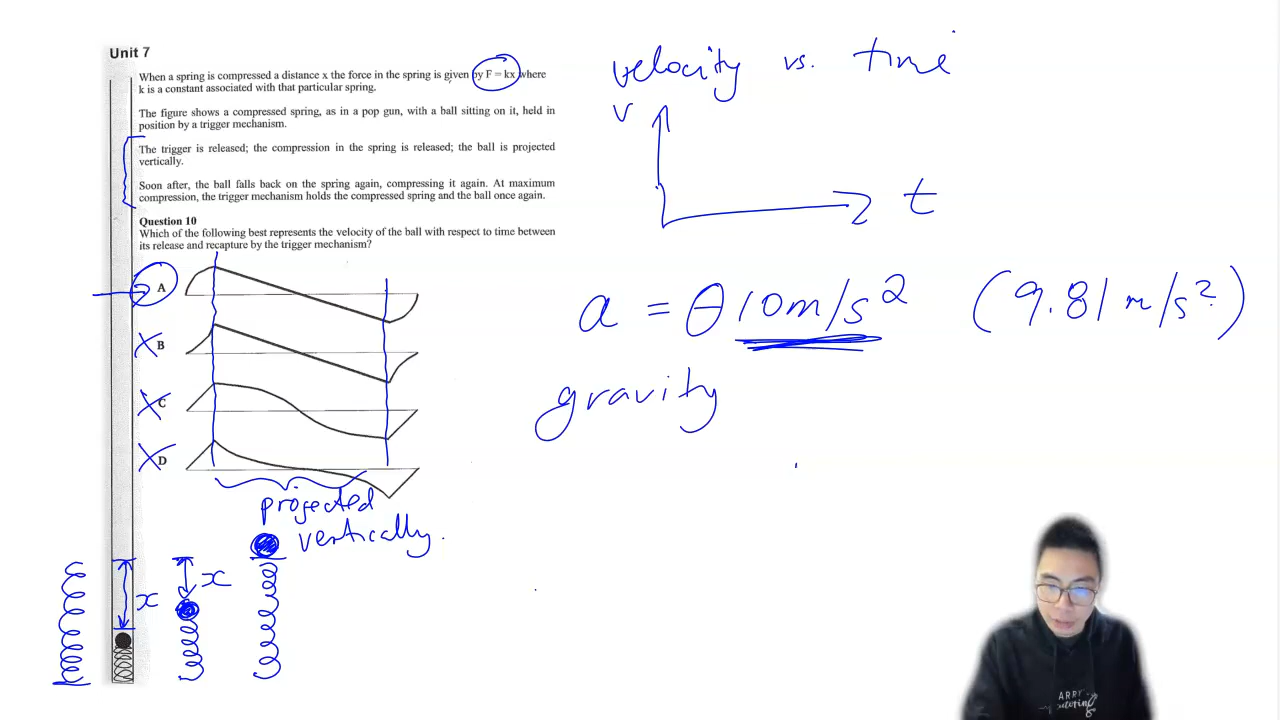 Unit 7
When a spring is compressed a distance x the force in the spring is given by F = kx where
k is a constant associated with that particular spring.
The figure shows a compressed spring, as in a pop gun, with a ball sitting on it, held in
position by a trigger mechanism.
The trigger is released; the compression in the spring is released; the ball is projected
vertically.
Soon after, the ball falls back on the spring again, compressing it again. At maximum
compression, the trigger mechanism holds the compressed spring and the ball once again.
Question 10
Which of the following best represents the velocity of the ball with respect to time between
its release and recapture by the trigger mechanism?
A
B
C
D
projected
vertically.
x
x
velocity vs. time
v
t
a = θ 10m/s² (9.81 m/s²)
gravity